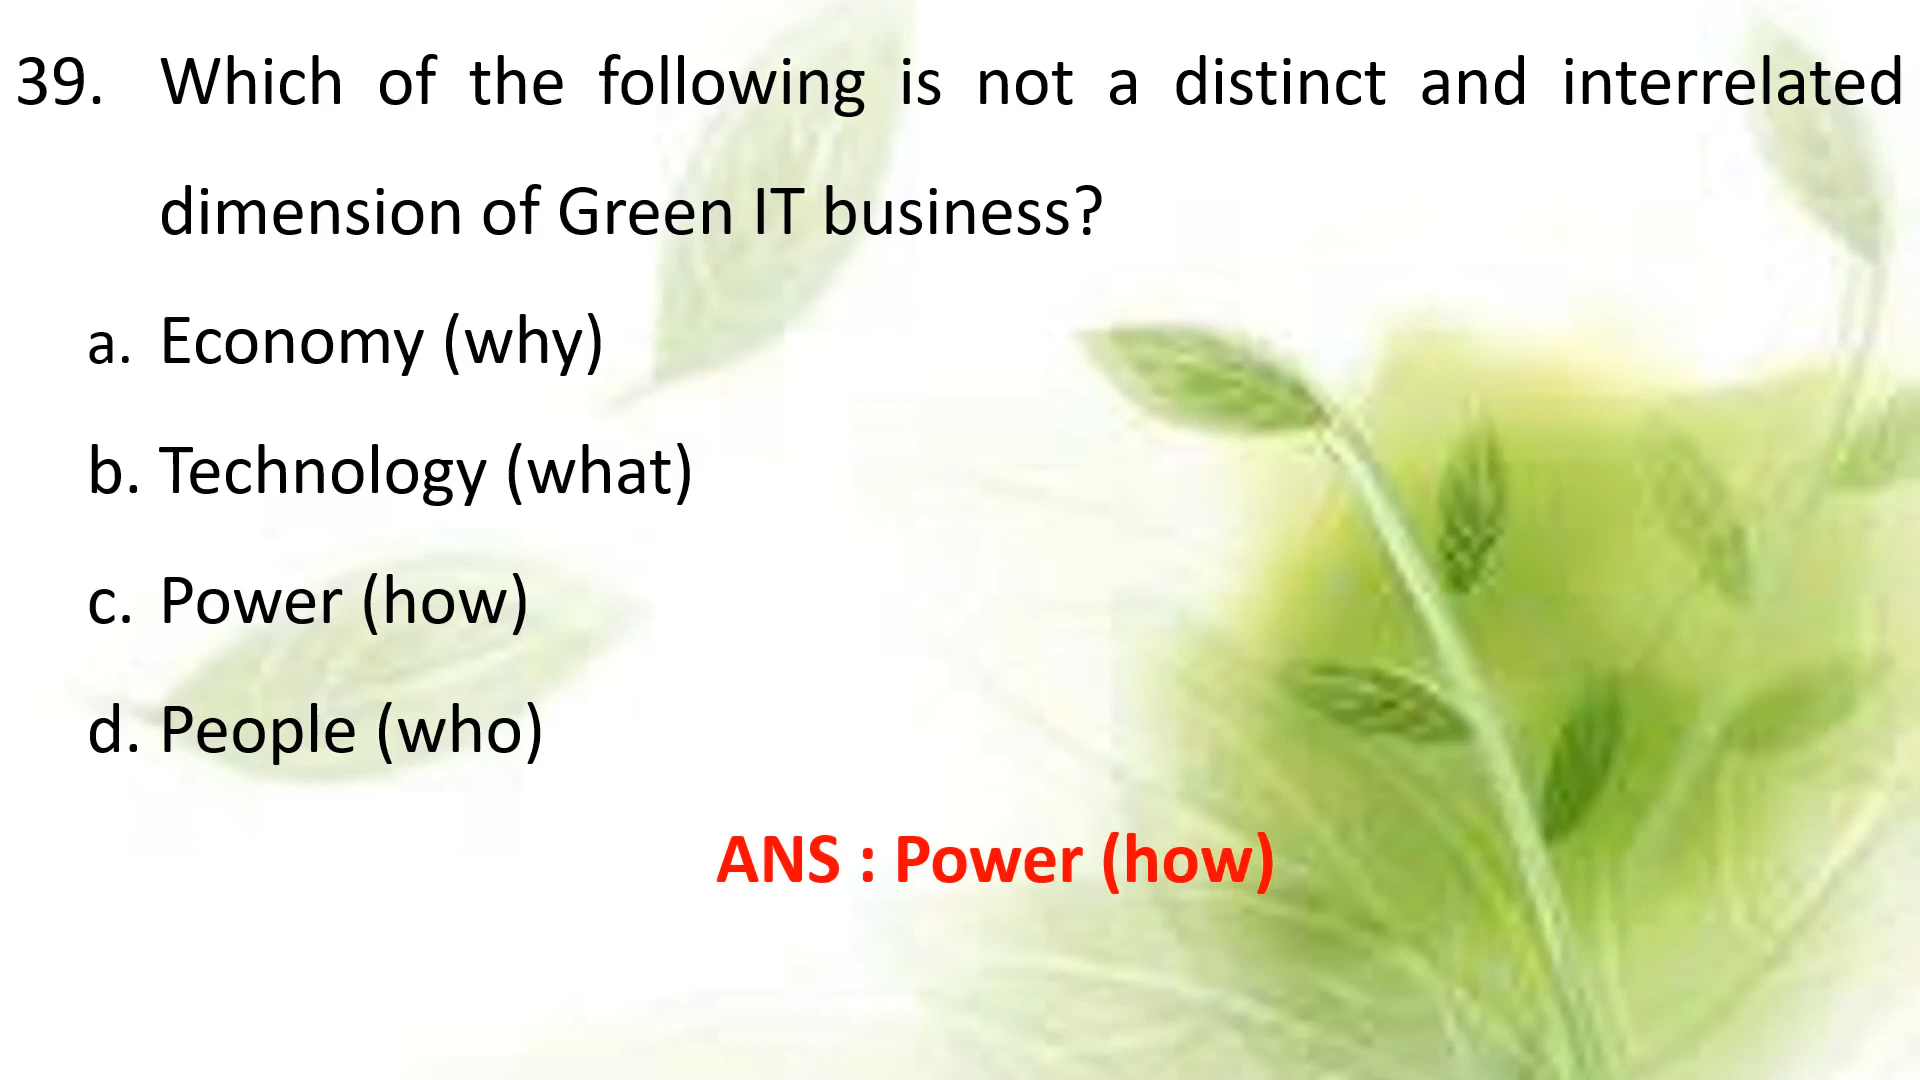 39. Which of the following is not a distinct and interrelated
dimension of Green IT business?
a. Economy (why)
b. Technology (what)
c. Power (how)
d. People (who)
ANS : Power (how)